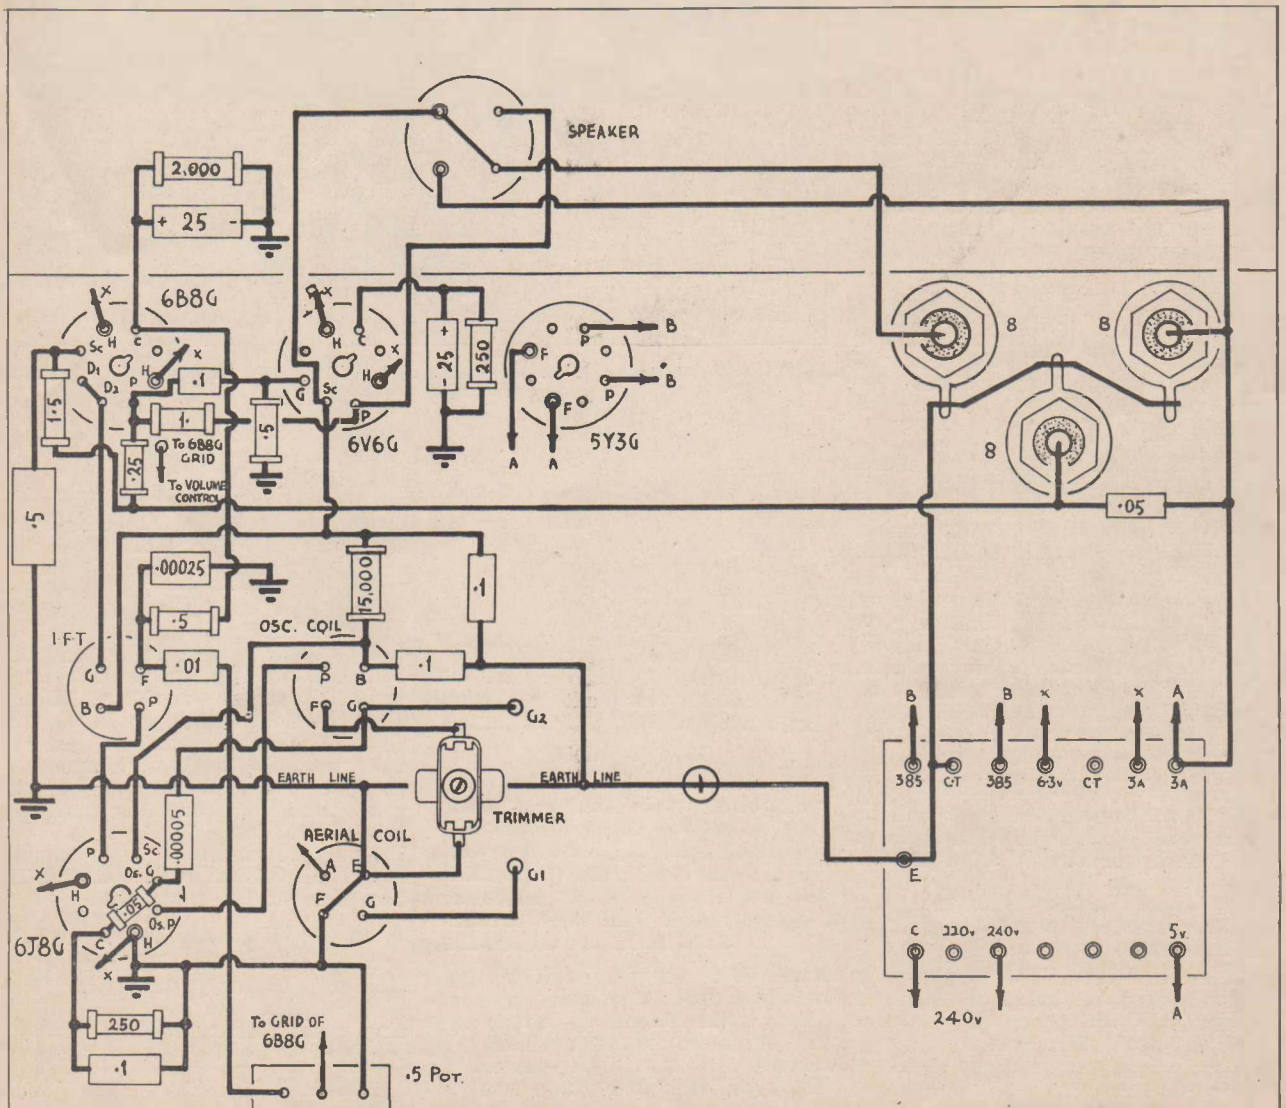 SPEAKER
2,000
+ 25 -
6B8G
X
H
C
X
H
C
B
Sc
P
X
F
P
8
8
D1
D2
P
H
.1
G
Sc
H
X
P
+
- 25
250
F
P
B
1.5
1.
.5
6V6G
5Y3G
A
A
8
.25
To 6B8G
GRID
To VOLUME
CONTROL
.5
.05
.00025
15,000
.1
.5
OSC. COIL
I FT
G
F
.01
P
B
.1
B
P
F
G
G2
B
B
X
X
A
385
C.T
385
6.3v
CT
3A
3A
EARTH LINE
EARTH LINE
TRIMMER
.00005
AERIAL COIL
P
Sc
Os. G
A
E
G1
E
X
H
.05
Os. P
F
G
6J8G
C
H
X
C
220v
240v
5v.
240v
A
250
To GRID OF
6B8G
.1
.5 POT.